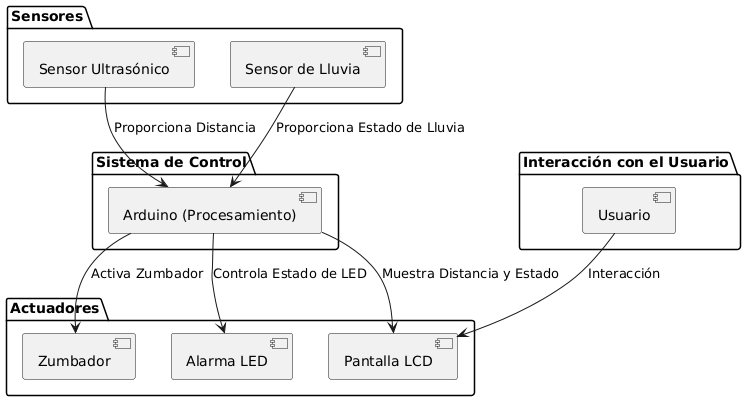 Sensores
Sensor Ultrasónico
Sensor de Lluvia
Proporciona Distancia
Proporciona Estado de Lluvia
Sistema de Control
Interacción con el Usuario
Arduino (Procesamiento)
Usuario
Activa Zumbador
Controla Estado de LED
Muestra Distancia y Estado
Interacción
Actuadores
Zumbador
Alarma LED
Pantalla LCD